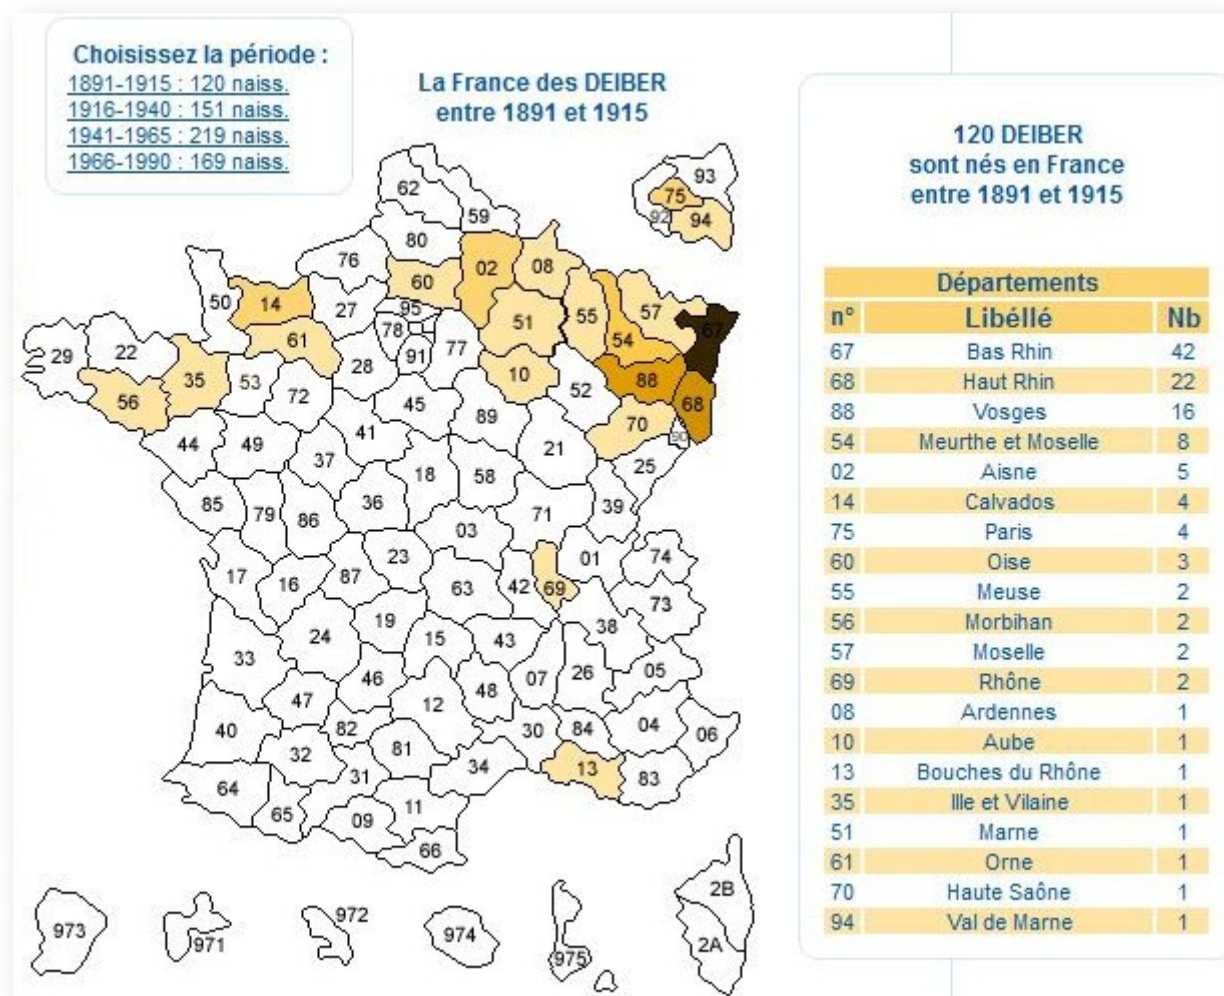 Choisissez la période :
1891-1915 : 120 naiss.
1916-1940 : 151 naiss.
1941-1965 : 219 naiss.
1966-1990 : 169 naiss.
La France des DEIBER
entre 1891 et 1915
62
59
80
76
02
08
60
50
14
27
95
51
55
57
54
67
78
61
77
91
29
22
35
53
28
10
52
88
68
56
72
45
89
70
90
44
49
41
21
25
37
18
58
85
79
86
36
71
39
03
17
16
87
23
01
74
63
42
69
73
24
19
15
43
38
33
46
48
07
26
05
47
12
40
82
30
84
04
06
32
81
34
13
83
64
31
65
09
11
66
93
75
92
94
973
971
972
974
975
2B
2A
120 DEIBER
sont nés en France
entre 1891 et 1915
Départements
n° Libéllé Nb
67 Bas Rhin 42
68 Haut Rhin 22
88 Vosges 16
54 Meurthe et Moselle 8
02 Aisne 5
14 Calvados 4
75 Paris 4
60 Oise 3
55 Meuse 2
56 Morbihan 2
57 Moselle 2
69 Rhône 2
08 Ardennes 1
10 Aube 1
13 Bouches du Rhône 1
35 Ille et Vilaine 1
51 Marne 1
61 Orne 1
70 Haute Saône 1
94 Val de Marne 1